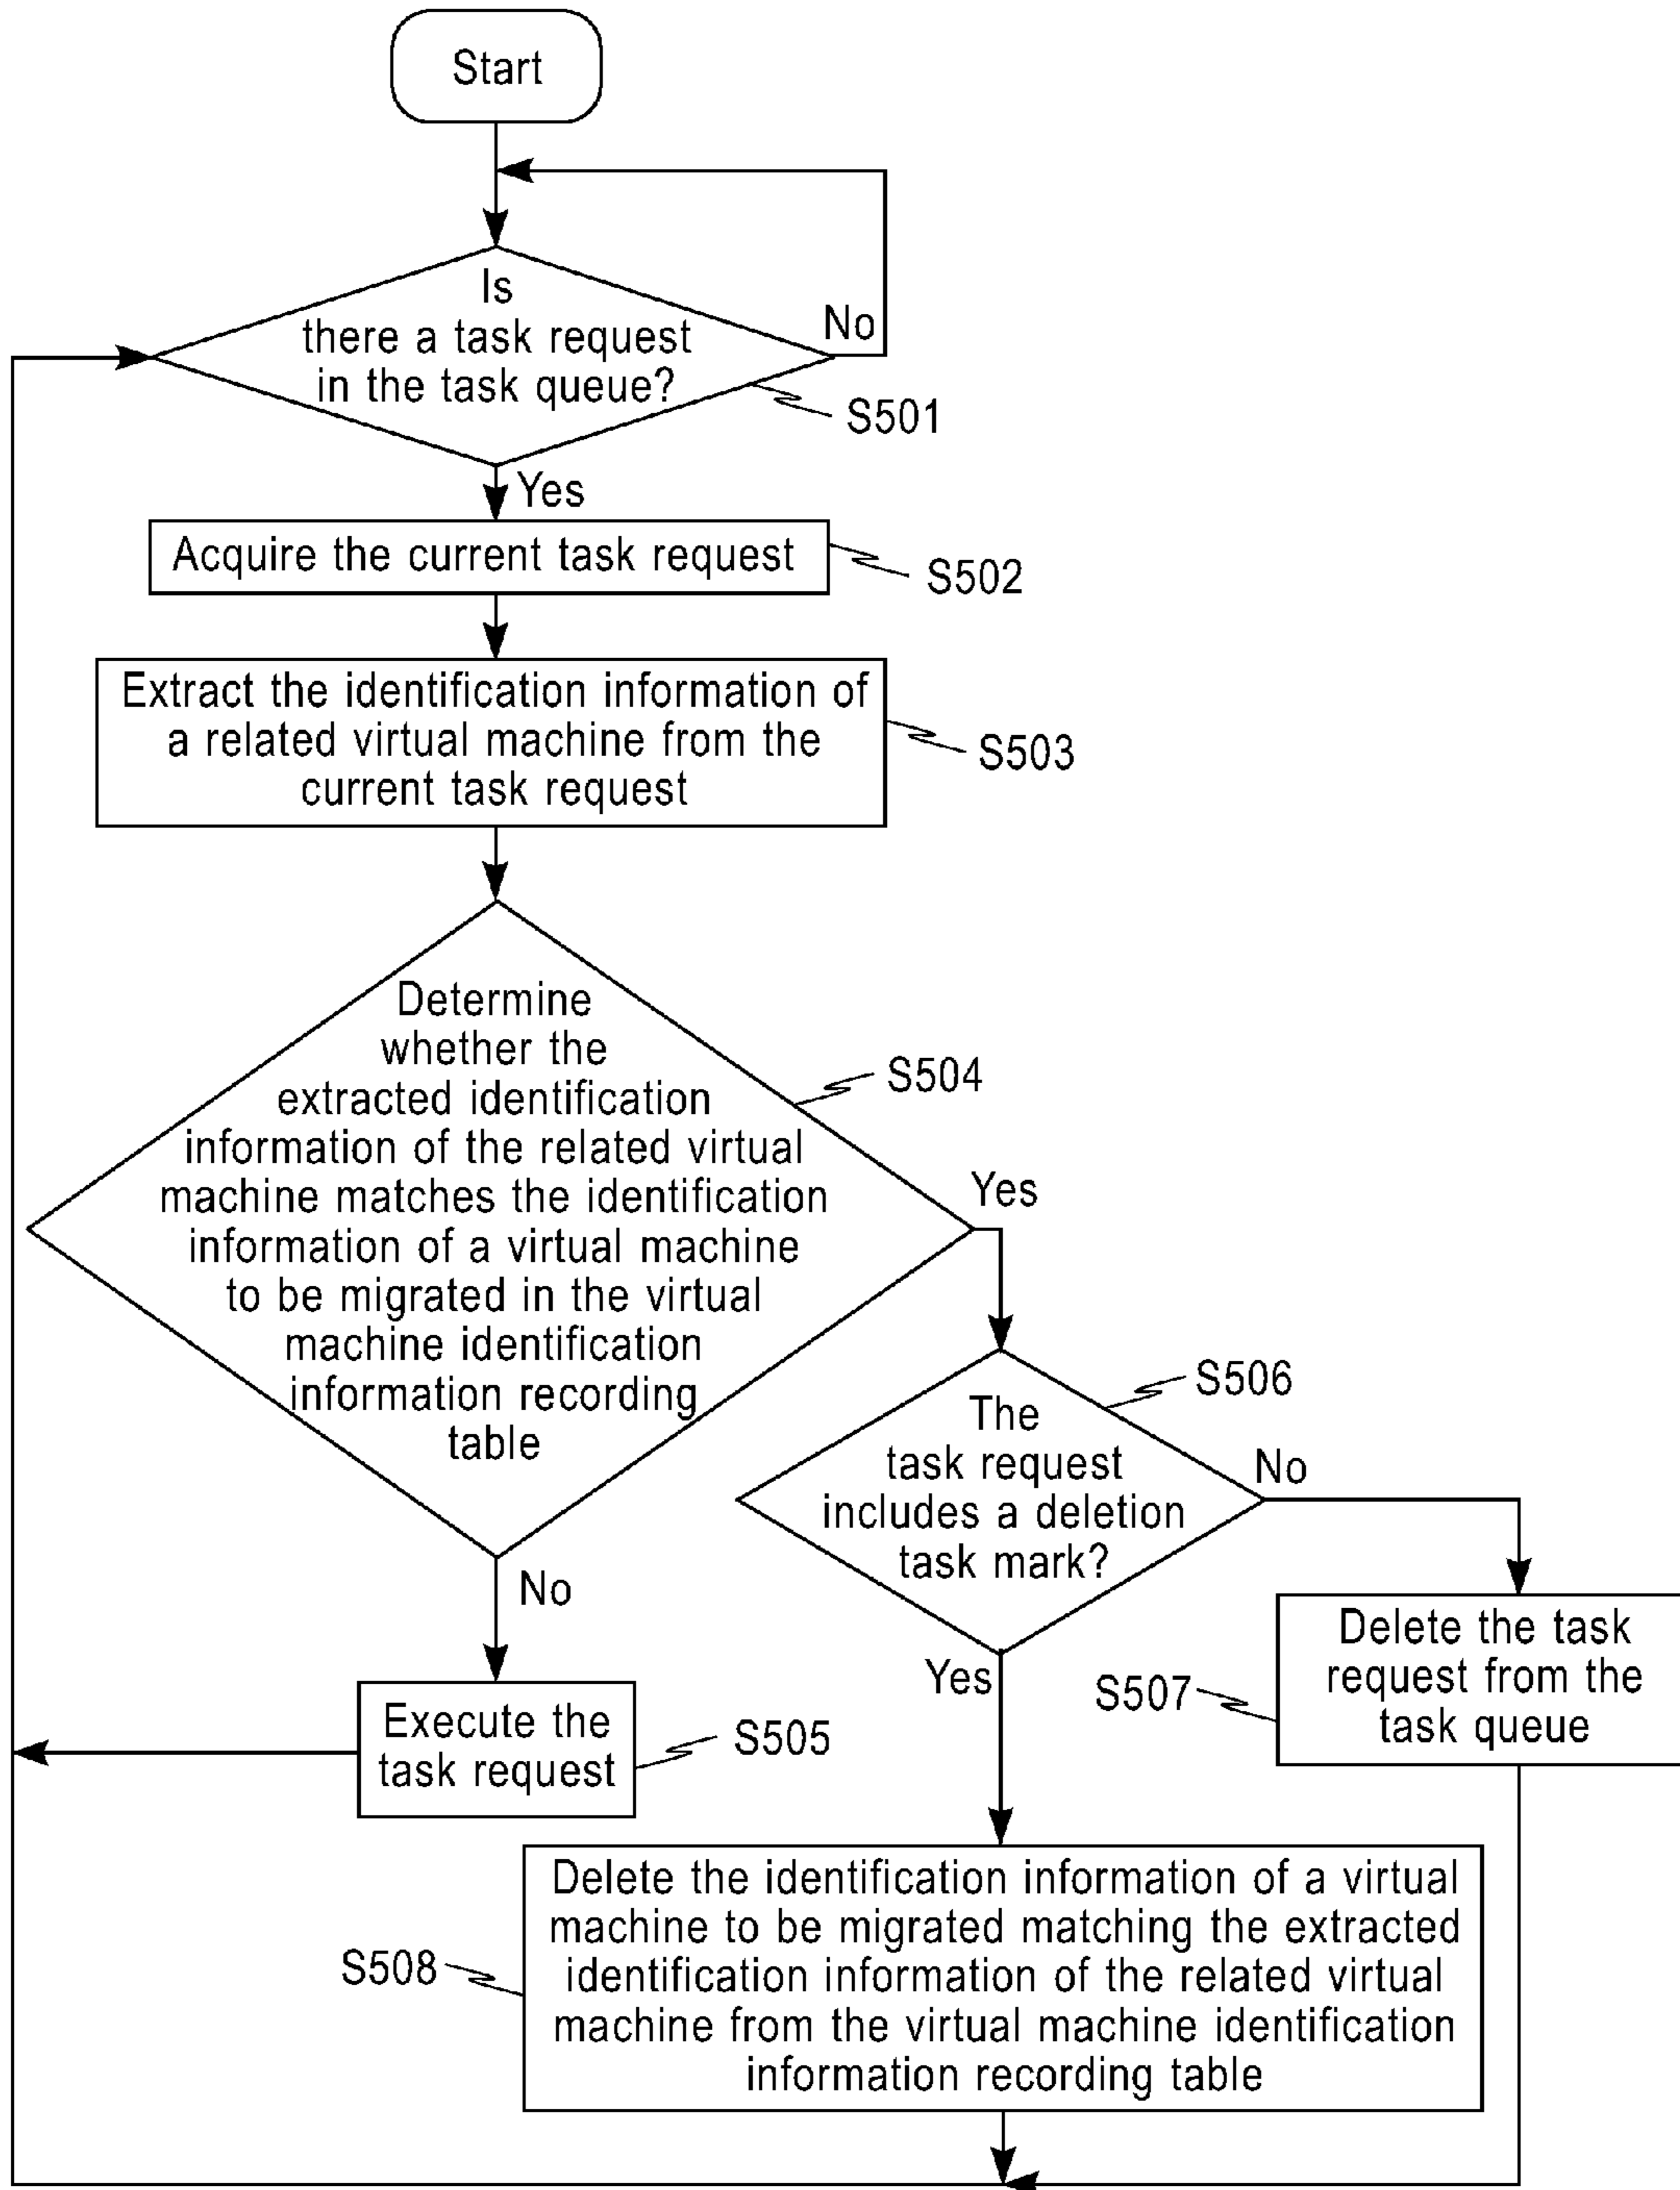 Start
Is
there a task request
in the task queue?
No
S501
Yes
Acquire the current task request
S502
Extract the identification information of
a related virtual machine from the
current task request
S503
Determine
whether the
extracted identification
information of the related virtual
machine matches the identification
information of a virtual machine
to be migrated in the virtual
machine identification
information recording
table
S504
Yes
No
Execute the
task request
S505
The
task request
includes a deletion
task mark?
S506
No
Yes
Delete the task
request from the
task queue
S507
Delete the identification information of a virtual
machine to be migrated matching the extracted
identification information of the related virtual
machine from the virtual machine identification
information recording table
S508